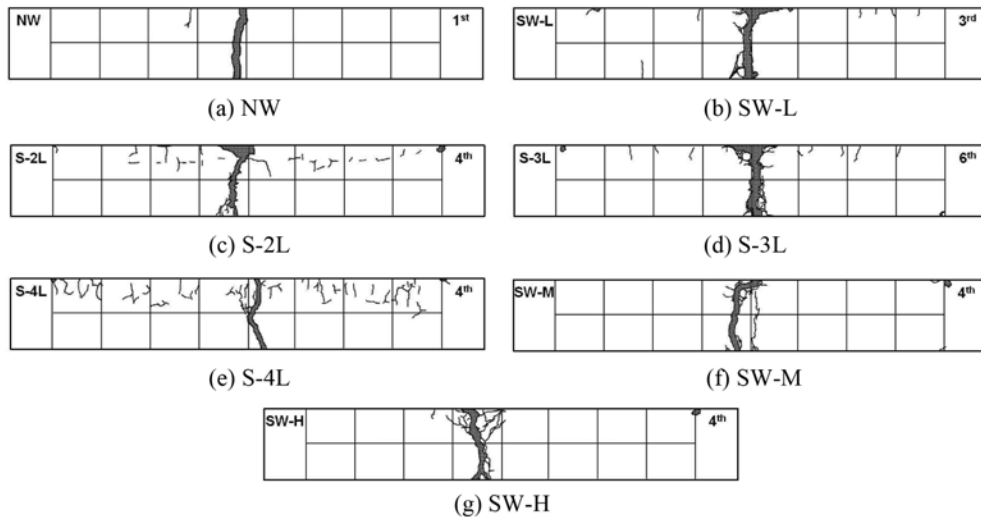 NW 1st SW-L 3rd
(a) NW (b) SW-L
S-2L 4th S-3L 6th
(c) S-2L (d) S-3L
S-4L 4th SW-M 4th
(e) S-4L (f) SW-M
SW-H 4th
(g) SW-H